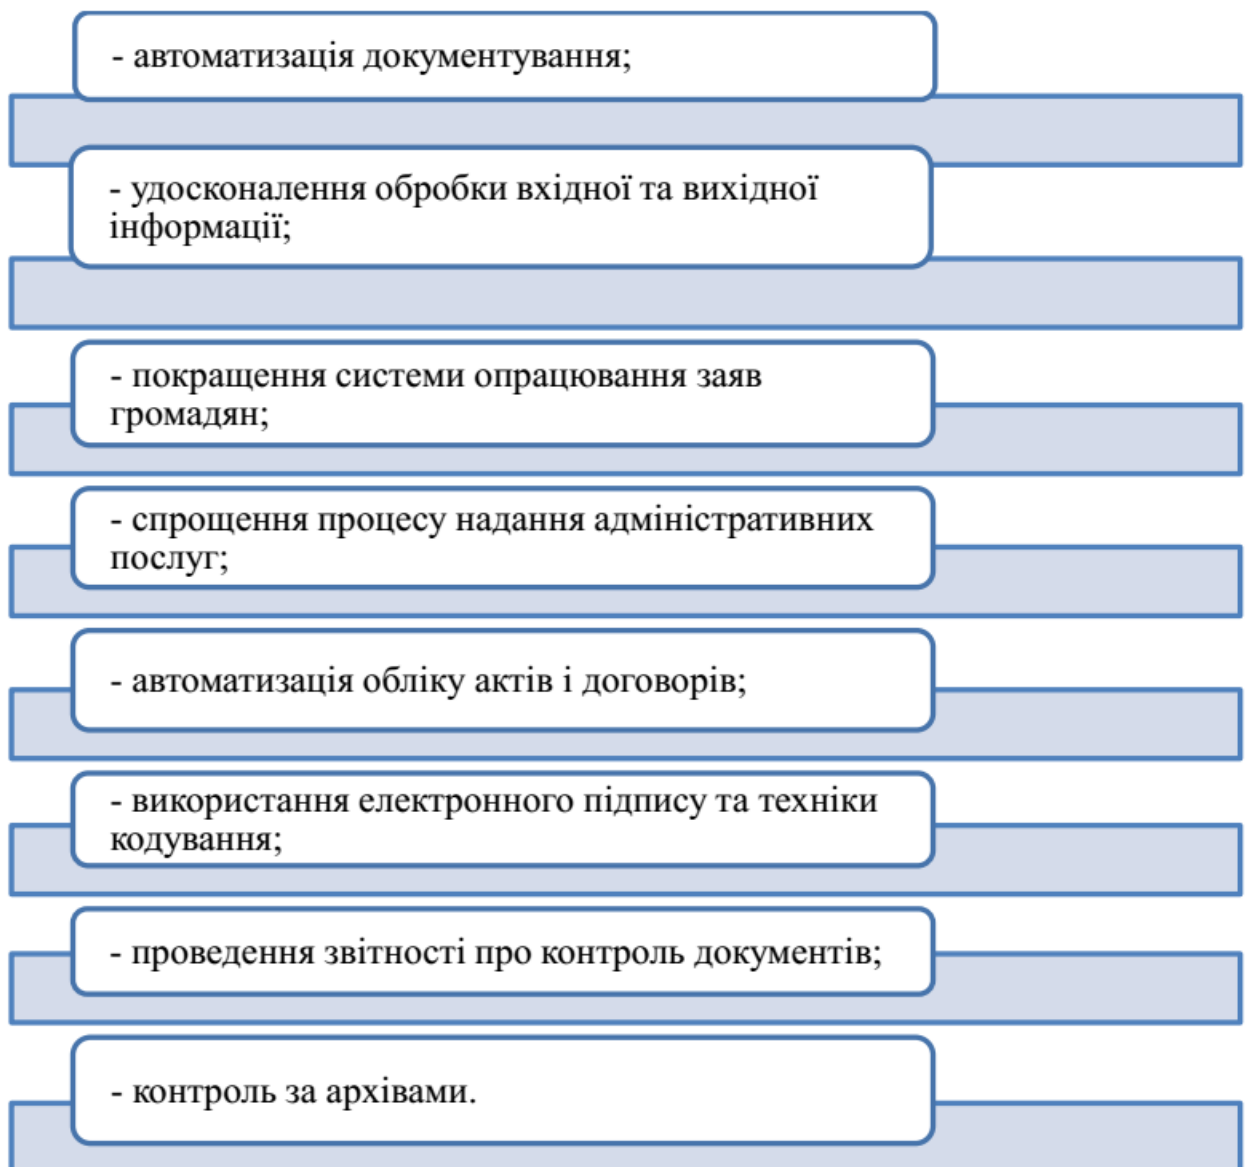 - автоматизація документування;
- удосконалення обробки вхідної та вихідної
інформації;
- покращення системи опрацювання заяв
громадян;
- спрощення процесу надання адміністративних
послуг;
- автоматизація обліку актів і договорів;
- використання електронного підпису та техніки
кодування;
- проведення звітності про контроль документів;
- контроль за архівами.